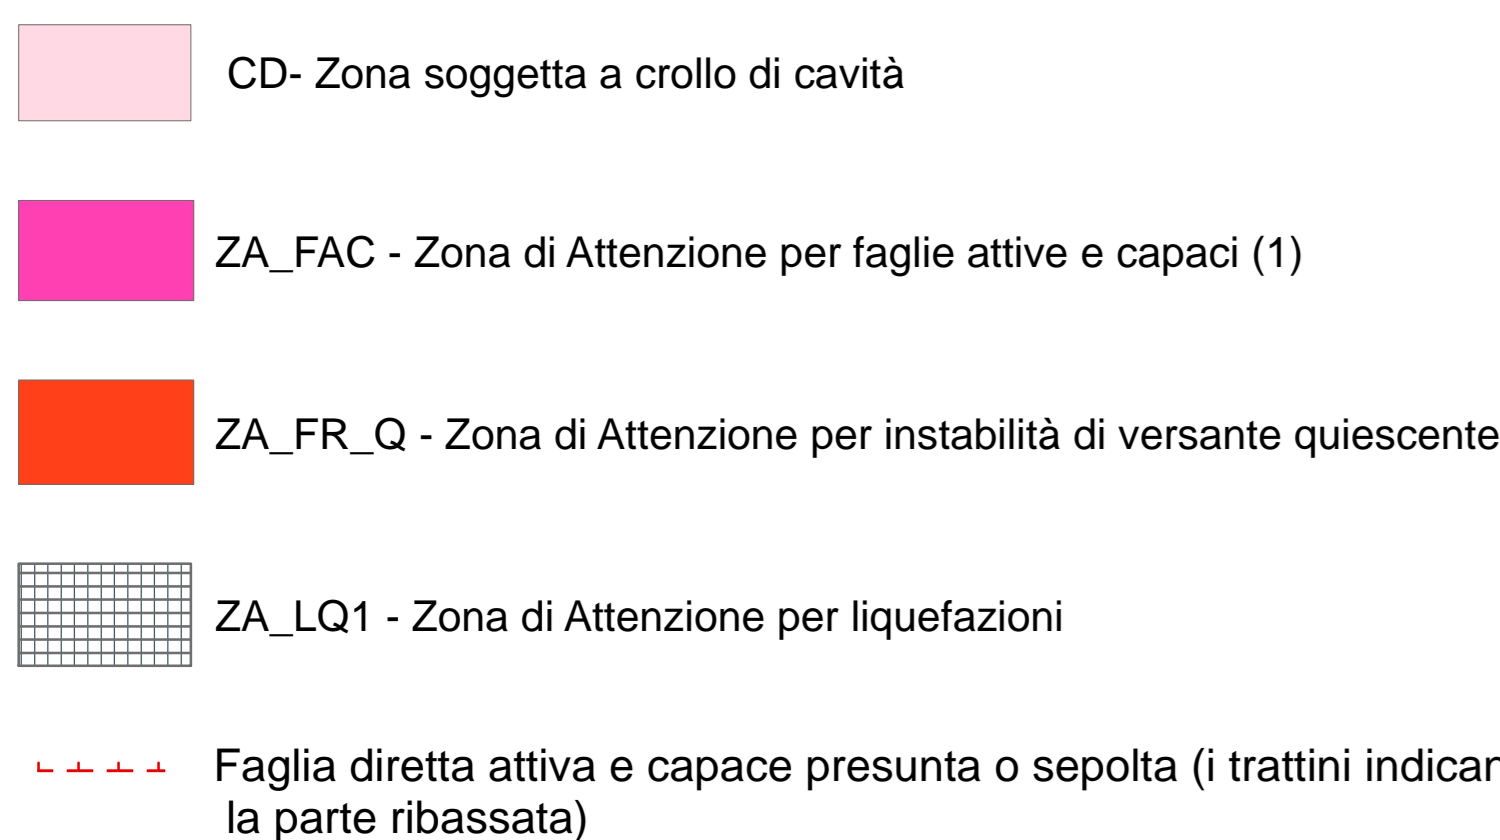 CD- Zona soggetta a crollo di cavità
ZA_FAC - Zona di Attenzione per faglie attive e capaci (1)
ZA_FR_Q - Zona di Attenzione per instabilità di versante quiescente
ZA_LQ1 - Zona di Attenzione per liquefazioni
Faglia diretta attiva e capace presunta o sepolta (i trattini
la parte ribassata)